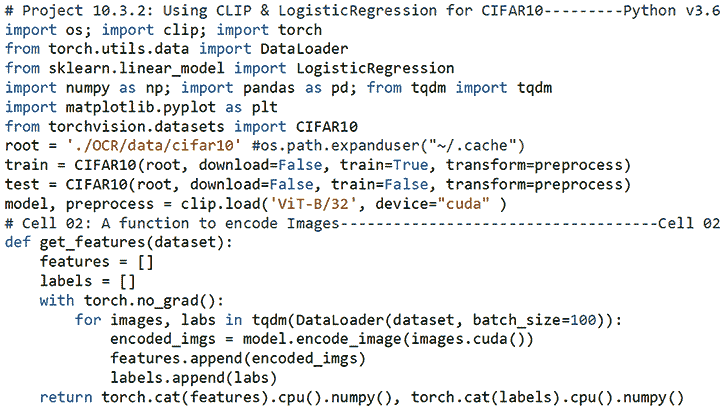 # Project 10.3.2: Using CLIP & LogisticRegression for CIFAR10---------Python v3.6
import os; import clip; import torch
from torch.utils.data import DataLoader
from sklearn.linear_model import LogisticRegression
import numpy as np; import pandas as pd; from tqdm import tqdm
import matplotlib.pyplot as plt
from torchvision.datasets import CIFAR10
root = './OCR/data/cifar10' #os.path.expanduser("~/.cache")
train = CIFAR10(root, download=False, train=True, transform=preprocess)
test = CIFAR10(root, download=False, train=False, transform=preprocess)
model, preprocess = clip.load('ViT-B/32', device="cuda" )
# Cell 02: A function to encode Images------------------------------------Cell 02
def get_features(dataset):
    features = []
    labels = []
    with torch.no_grad():
        for images, labs in tqdm(DataLoader(dataset, batch_size=100)):
            encoded_imgs = model.encode_image(images.cuda())
            features.append(encoded_imgs)
            labels.append(labs)
    return torch.cat(features).cpu().numpy(), torch.cat(labels).cpu().numpy()